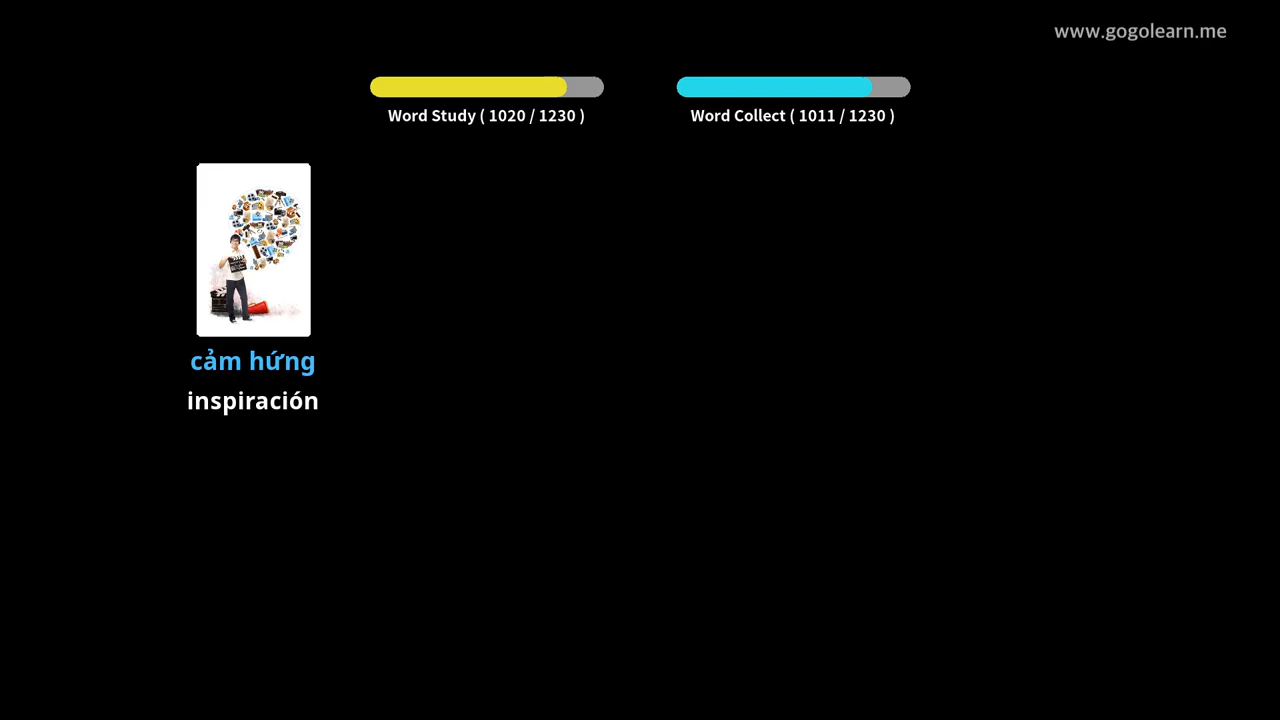 www.gogolearn.me
Word Study ( 1020 / 1230 )
Word Collect ( 1011 / 1230 )
cảm hứng
inspiración